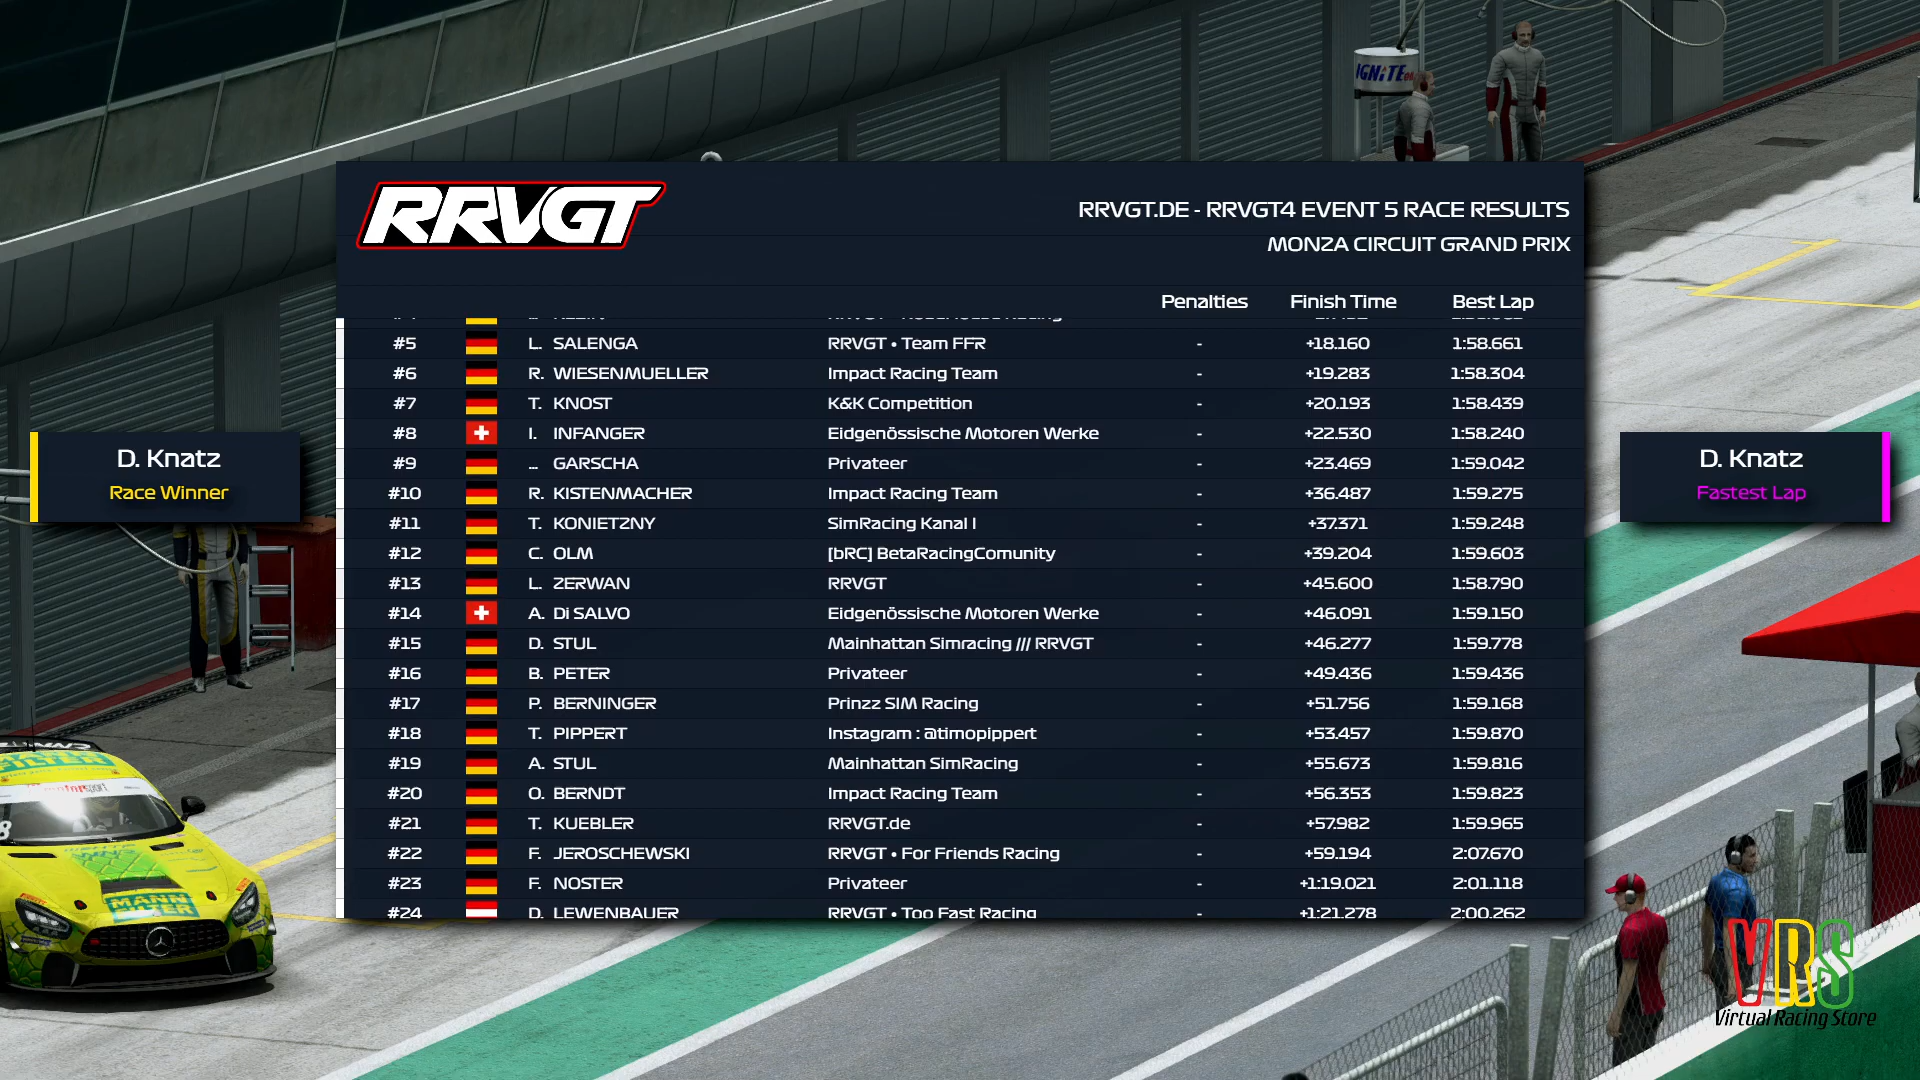 IGNITE
RRVGT
RRVGT.DE - RRVGT4 EVENT 5 RACE RESULTS
MONZA CIRCUIT GRAND PRIX
Penalties Finish Time Best Lap
#5 L. SALENGA RRVGT • Team FFR - +18.160 1:58.661
#6 R. WIESENMUELLER Impact Racing Team - +19.283 1:58.304
#7 T. KNOST K&K Competition - +20.193 1:58.439
#8 I. INFANGER Eidgenössische Motoren Werke - +22.530 1:58.240
#9 ... GARSCHA Privateer - +23.469 1:59.042
#10 R. KISTENMACHER Impact Racing Team - +36.487 1:59.275
#11 T. KONIETZNY SimRacing Kanal I - +37.371 1:59.248
#12 C. OLM [bRC] BetaRacingComunity - +39.204 1:59.603
#13 L. ZERWAN RRVGT - +45.600 1:58.790
#14 A. Di SALVO Eidgenössische Motoren Werke - +46.091 1:59.150
#15 D. STUL Mainhattan Simracing /// RRVGT - +46.277 1:59.778
#16 B. PETER Privateer - +49.436 1:59.436
#17 P. BERNINGER Prinzz SIM Racing - +51.756 1:59.168
#18 T. PIPPERT Instagram : @timopippert - +53.457 1:59.870
#19 A. STUL Mainhattan SimRacing - +55.673 1:59.816
#20 O. BERNDT Impact Racing Team - +56.353 1:59.823
#21 T. KUEBLER RRVGT.de - +57.982 1:59.965
#22 F. JEROSCHEWSKI RRVGT • For Friends Racing - +59.194 2:07.670
#23 F. NOSTER Privateer - +1:19.021 2:01.118
#24 D. LEWENBAUER RRVGT • Too Fast Racing - +1:21.278 2:00.262
D. Knatz
Race Winner
D. Knatz
Fastest Lap
MANN
FILTER
VRS
Virtual Racing Store